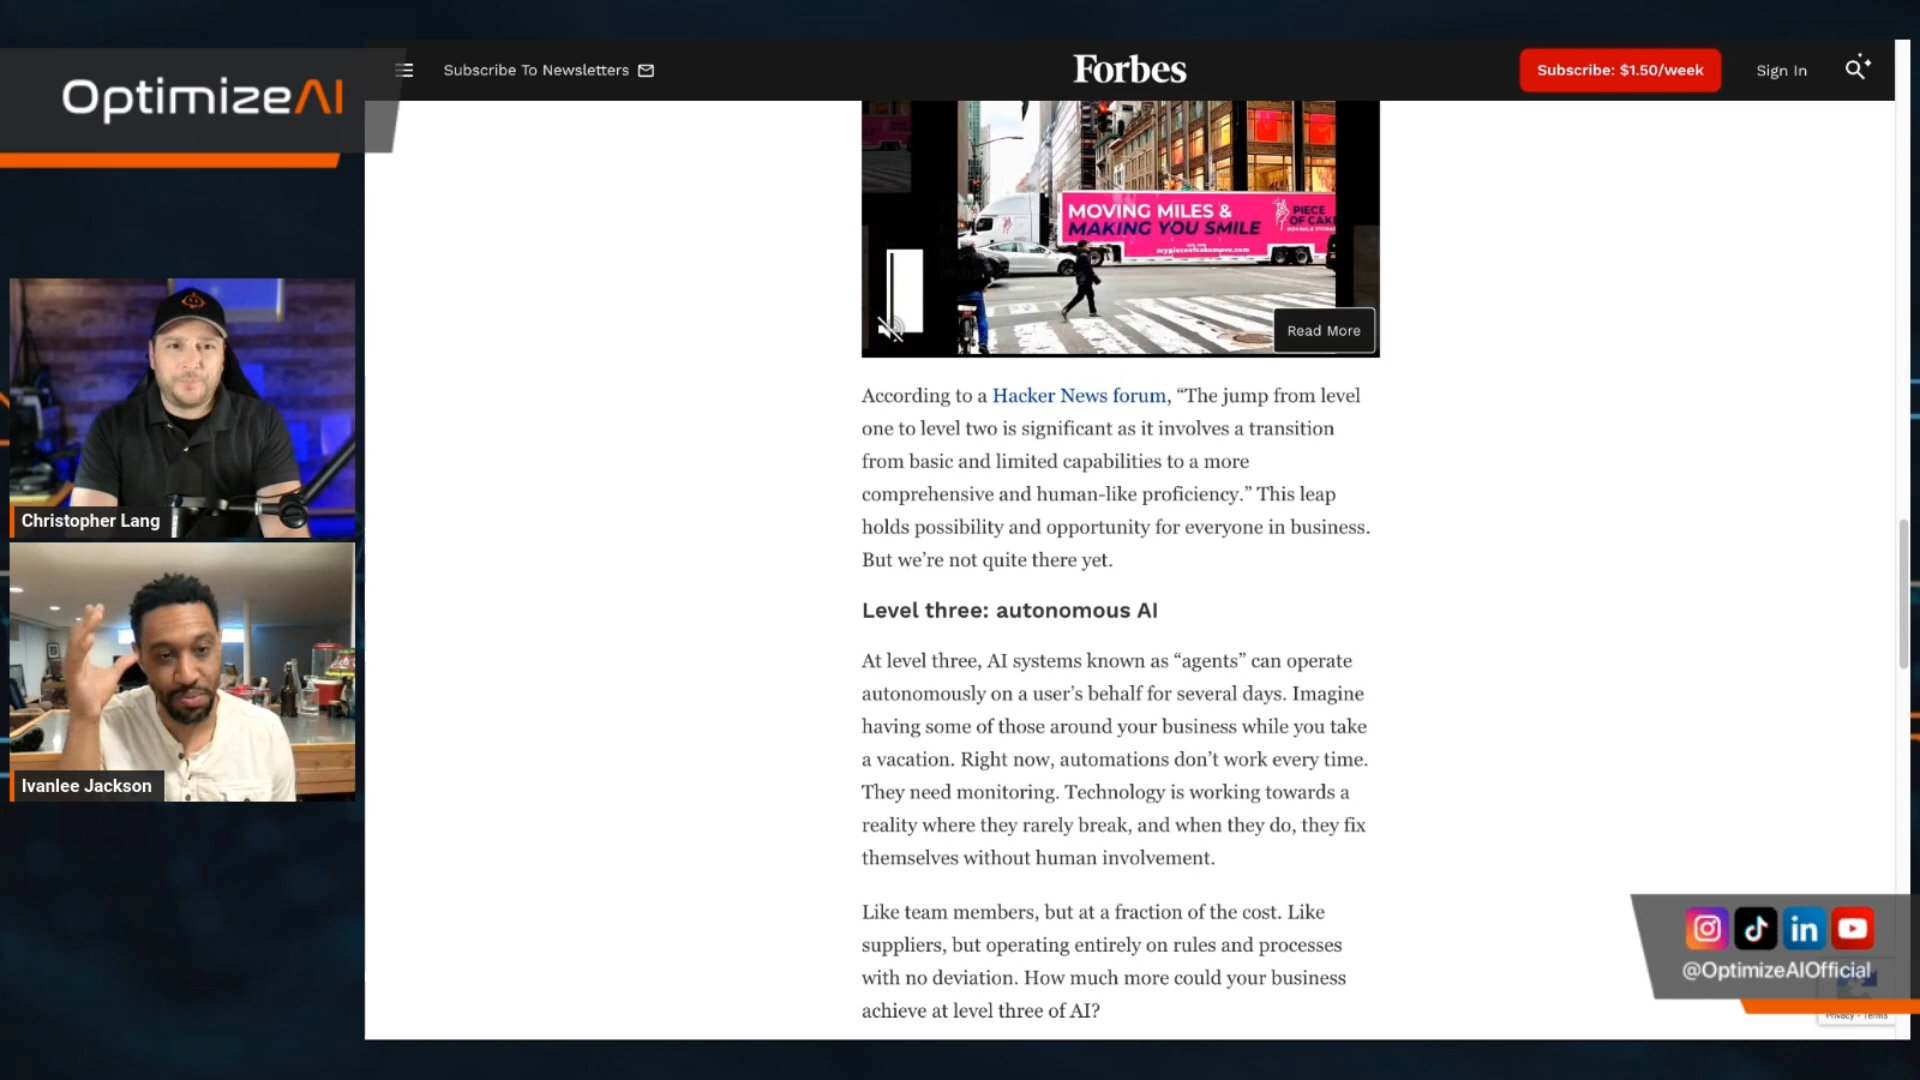 OptimizeAI
Subscribe To Newsletters
Forbes
Subscribe: $1.50/week
Sign In
MOVING MILES &
MAKING YOU SMILE
PIECE
OF CAKE
MOVING & STORAGE
mypieceofcakemove.com
Read More
According to a Hacker News forum, “The jump from level
one to level two is significant as it involves a transition
from basic and limited capabilities to a more
comprehensive and human-like proficiency.” This leap
holds possibility and opportunity for everyone in business.
But we’re not quite there yet.
Level three: autonomous AI
At level three, AI systems known as “agents” can operate
autonomously on a user’s behalf for several days. Imagine
having some of those around your business while you take
a vacation. Right now, automations don’t work every time.
They need monitoring. Technology is working towards a
reality where they rarely break, and when they do, they fix
themselves without human involvement.
Like team members, but at a fraction of the cost. Like
suppliers, but operating entirely on rules and processes
with no deviation. How much more could your business
achieve at level three of AI?
Christopher Lang
Ivanlee Jackson
in
@OptimizeAIOfficial
Privacy - Terms